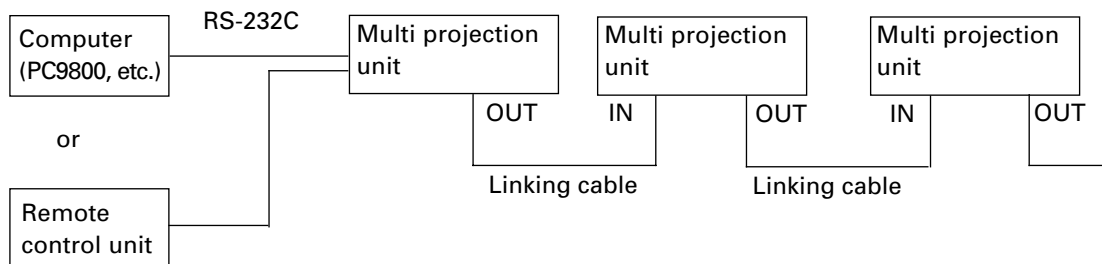 RS-232C
Computer
(PC9800, etc.)
Multi projection
unit
Multi projection
unit
Multi projection
unit
OUT
IN
OUT
IN
OUT
or
Linking cable
Linking cable
Remote
control unit